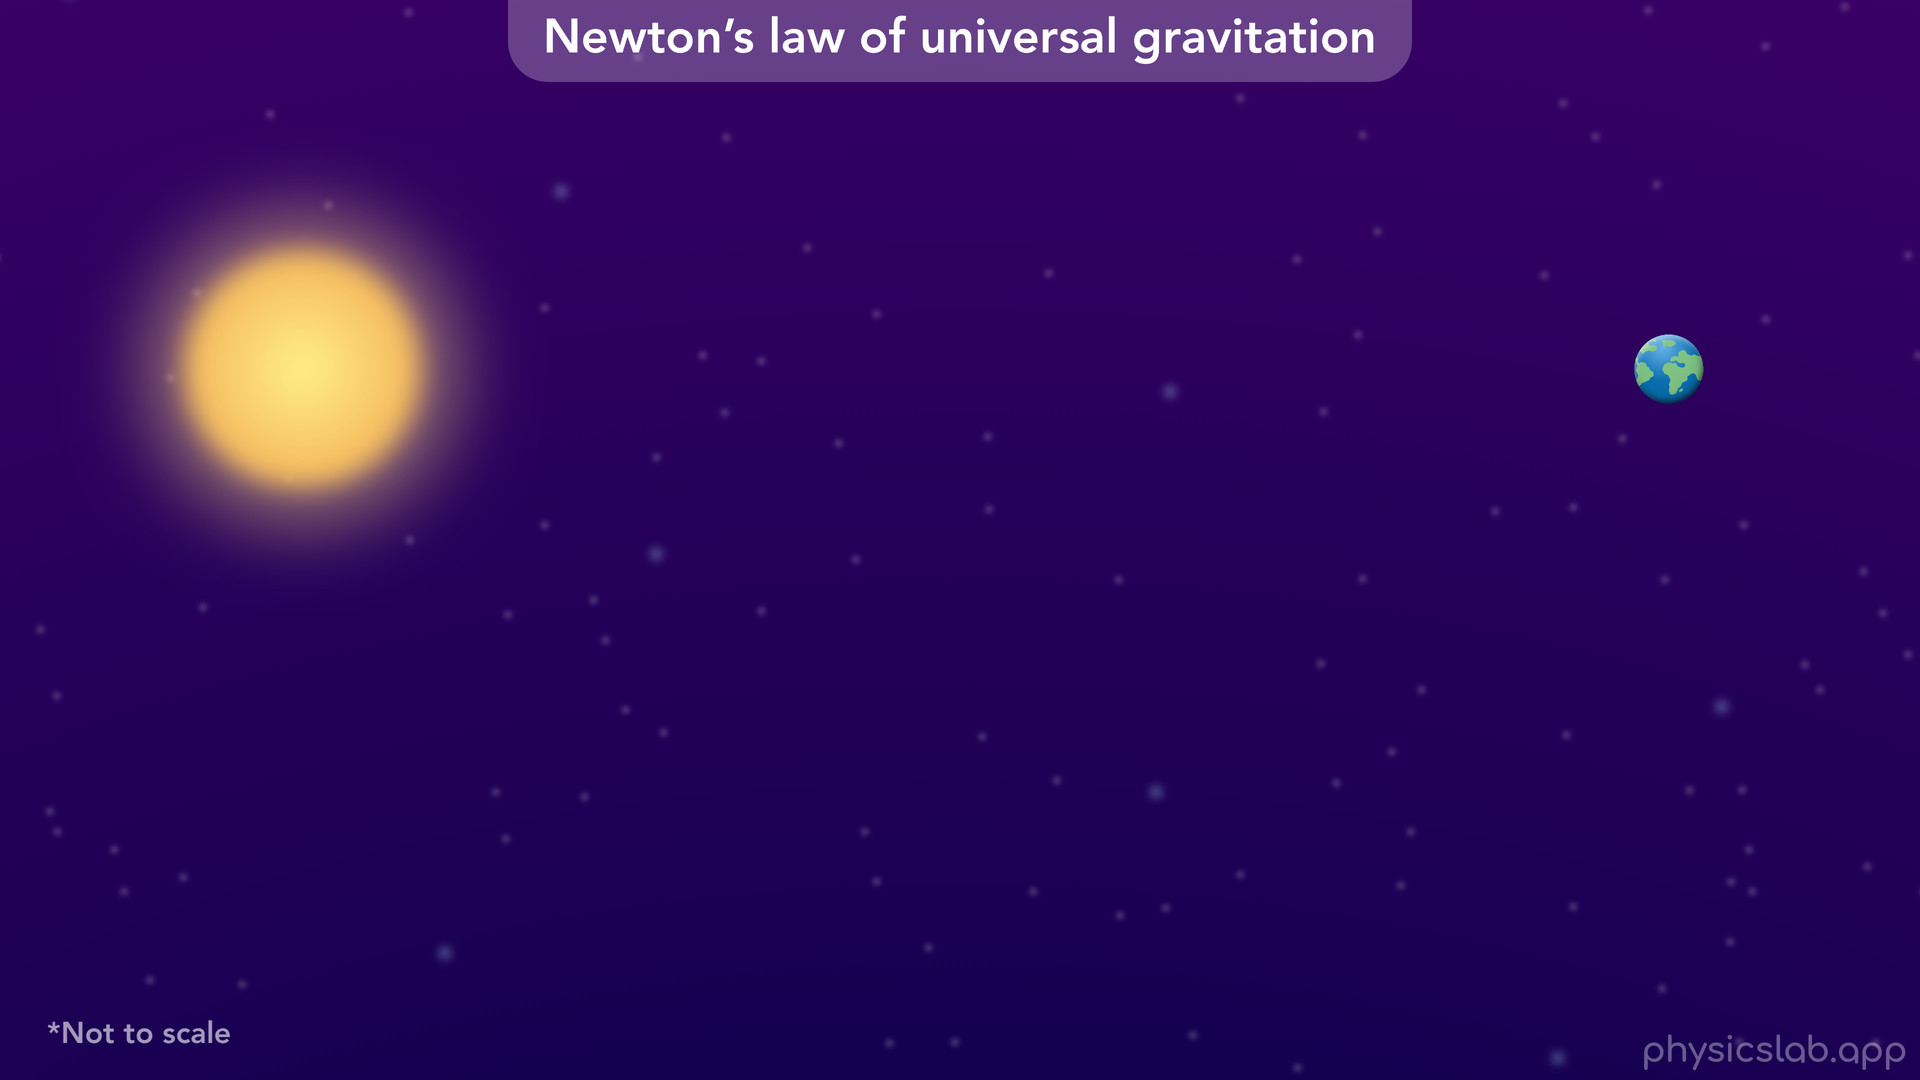 Newton’s law of universal gravitation
*Not to scale
physicslab.app